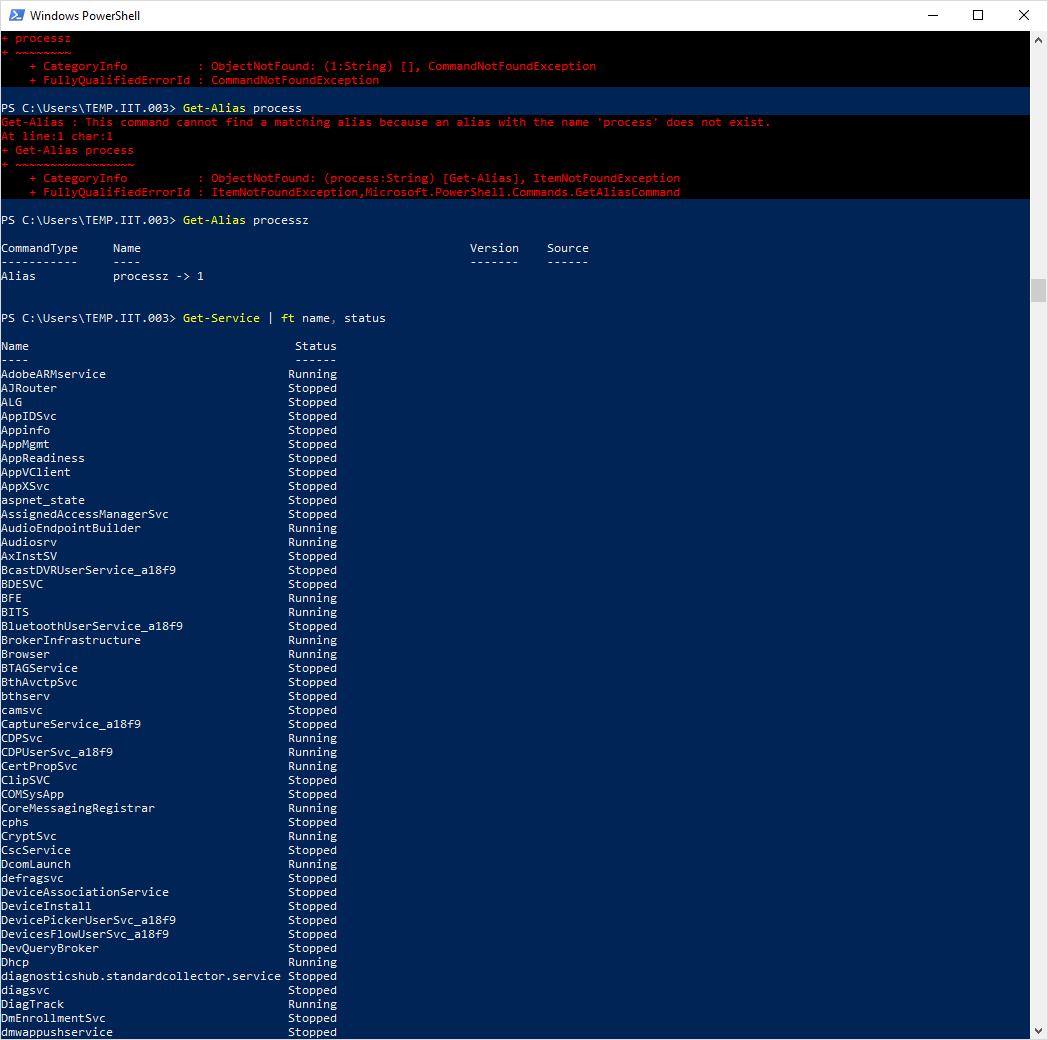 Windows PowerShell
+ processz
+ ~~~~~~~~
    + CategoryInfo          : ObjectNotFound: (1:String) [], CommandNotFoundException
    + FullyQualifiedErrorId : CommandNotFoundException
PS C:\Users\TEMP.IIT.003> Get-Alias process
Get-Alias : This command cannot find a matching alias because an alias with the name 'process' does not exist.
At line:1 char:1
+ Get-Alias process
+ ~~~~~~~~~~~~~~~~~
    + CategoryInfo          : ObjectNotFound: (process:String) [Get-Alias], ItemNotFoundException
    + FullyQualifiedErrorId : ItemNotFoundException,Microsoft.PowerShell.Commands.GetAliasCommand
PS C:\Users\TEMP.IIT.003> Get-Alias processz
CommandType     Name                                               Version    Source
-----------     ----                                               -------    ------
Alias           processz -> 1
PS C:\Users\TEMP.IIT.003> Get-Service | ft name, status
Name                                      Status
----                                      ------
AdobeARMservice                          Running
AJRouter                                 Stopped
ALG                                      Stopped
AppIDSvc                                 Stopped
Appinfo                                  Stopped
AppMgmt                                  Stopped
AppReadiness                             Stopped
AppVClient                               Stopped
AppXSvc                                  Stopped
aspnet_state                             Stopped
AssignedAccessManagerSvc                 Stopped
AudioEndpointBuilder                     Running
Audiosrv                                 Running
AxInstSV                                 Stopped
BcastDVRUserService_a18f9                Stopped
BDESVC                                   Stopped
BFE                                      Running
BITS                                     Running
BluetoothUserService_a18f9               Stopped
BrokerInfrastructure                     Running
Browser                                  Running
BTAGService                              Stopped
BthAvctpSvc                              Stopped
bthserv                                  Stopped
camsvc                                   Stopped
CaptureService_a18f9                     Stopped
CDPSvc                                   Running
CDPUserSvc_a18f9                         Running
CertPropSvc                              Running
ClipSVC                                  Stopped
COMSysApp                                Stopped
CoreMessagingRegistrar                   Running
cphs                                     Stopped
CryptSvc                                 Running
CscService                               Stopped
DcomLaunch                               Running
defragsvc                                Stopped
DeviceAssociationService                 Stopped
DeviceInstall                            Stopped
DevicePickerUserSvc_a18f9                Stopped
DevicesFlowUserSvc_a18f9                 Stopped
DevQueryBroker                           Stopped
Dhcp                                     Running
diagnosticshub.standardcollector.service Stopped
diagsvc                                  Stopped
DiagTrack                                Running
DmEnrollmentSvc                          Stopped
dmwappushservice                         Stopped